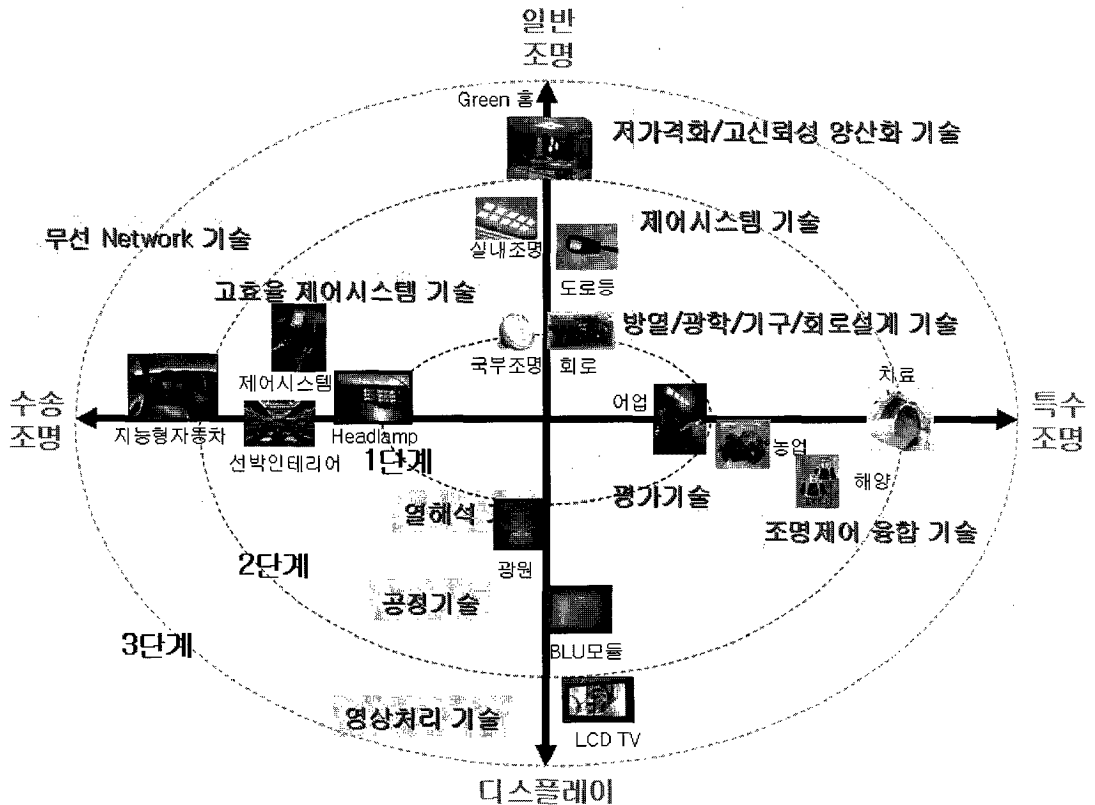 일반
조명
Green 홈
저가격화/고신뢰성 양산화 기술
제어시스템 기술
무선 Network 기술
실내조명
도로등
고효율 제어시스템 기술
방열/광학/기구/회로설계 기술
국부조명
회로
제어시스템
치료
어업
수송
조명
특수
조명
지능형자동차
Headlamp
선박인테리어
농업
1단계
해양
평가기술
열해석
조명제어 융합 기술
2단계
광원
공정기술
3단계
BLU모듈
영상처리 기술
LCD TV
디스플레이